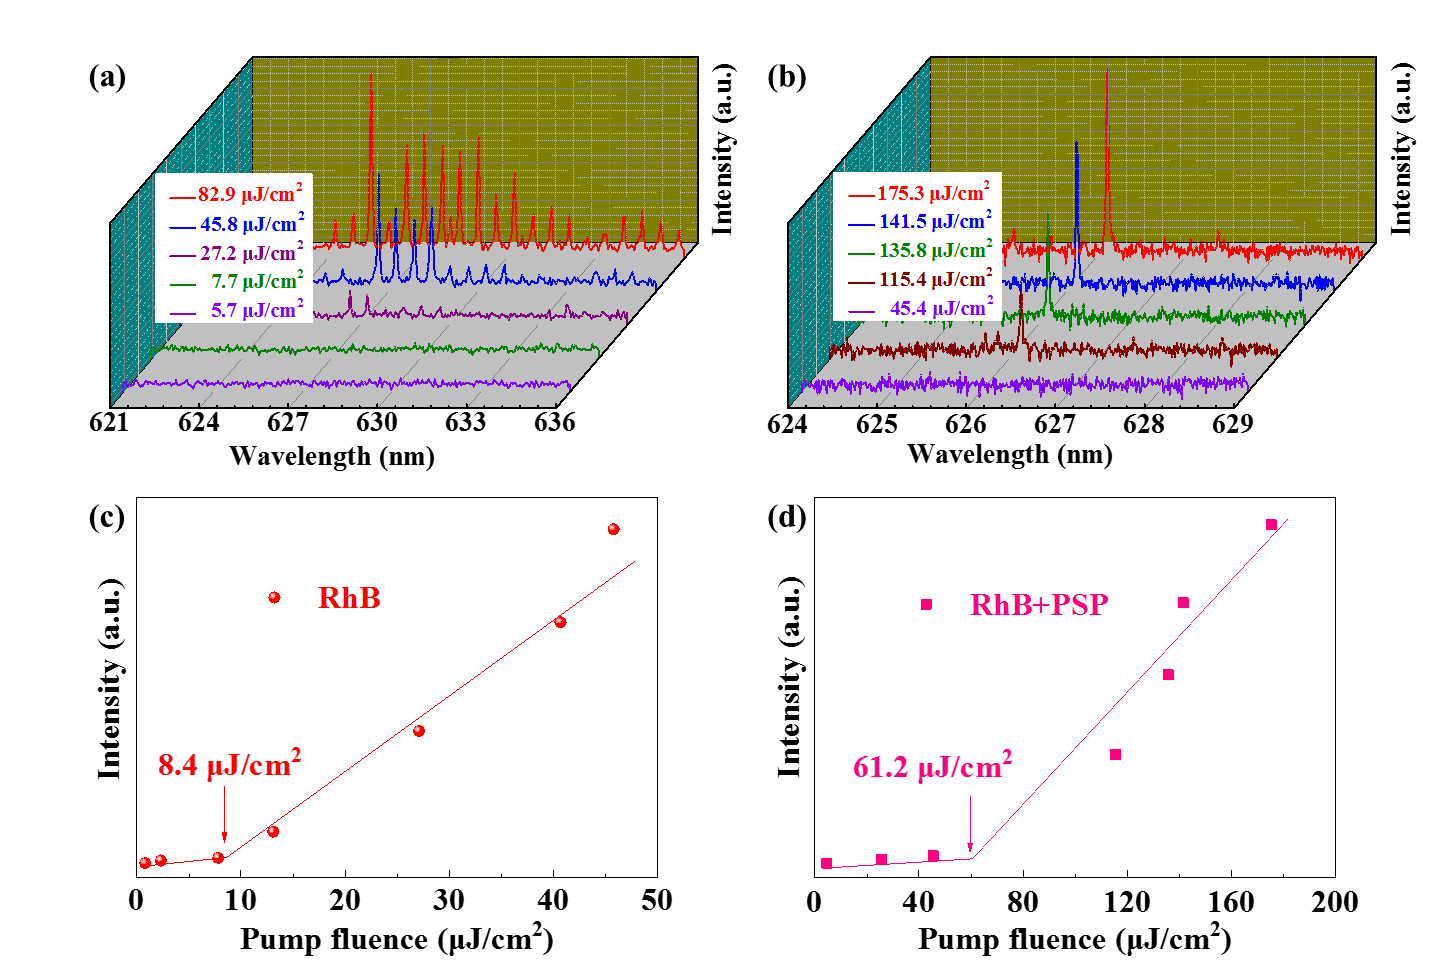 (a)
Intensity (a.u.)
82.9 μJ/cm²
45.8 μJ/cm²
27.2 μJ/cm²
7.7 μJ/cm²
5.7 μJ/cm²
621 624 627 630 633 636
Wavelength (nm)
(b)
Intensity (a.u.)
175.3 μJ/cm²
141.5 μJ/cm²
135.8 μJ/cm²
115.4 μJ/cm²
45.4 μJ/cm²
624 625 626 627 628 629
Wavelength (nm)
(c)
Intensity (a.u.)
RhB
8.4 μJ/cm²
0 10 20 30 40 50
Pump fluence (μJ/cm²)
(d)
Intensity (a.u.)
RhB+PSP
61.2 μJ/cm²
0 40 80 120 160 200
Pump fluence (μJ/cm²)